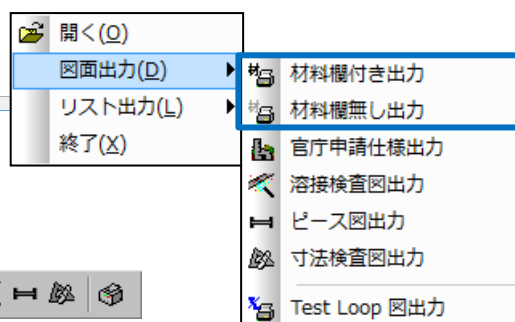 開く(O)
図面出力(D)
リスト出力(L)
終了(X)
材料欄付き出力
材料欄無し出力
官庁申請仕様出力
溶接検査図出力
ピース図出力
寸法検査図出力
Test Loop 図出力